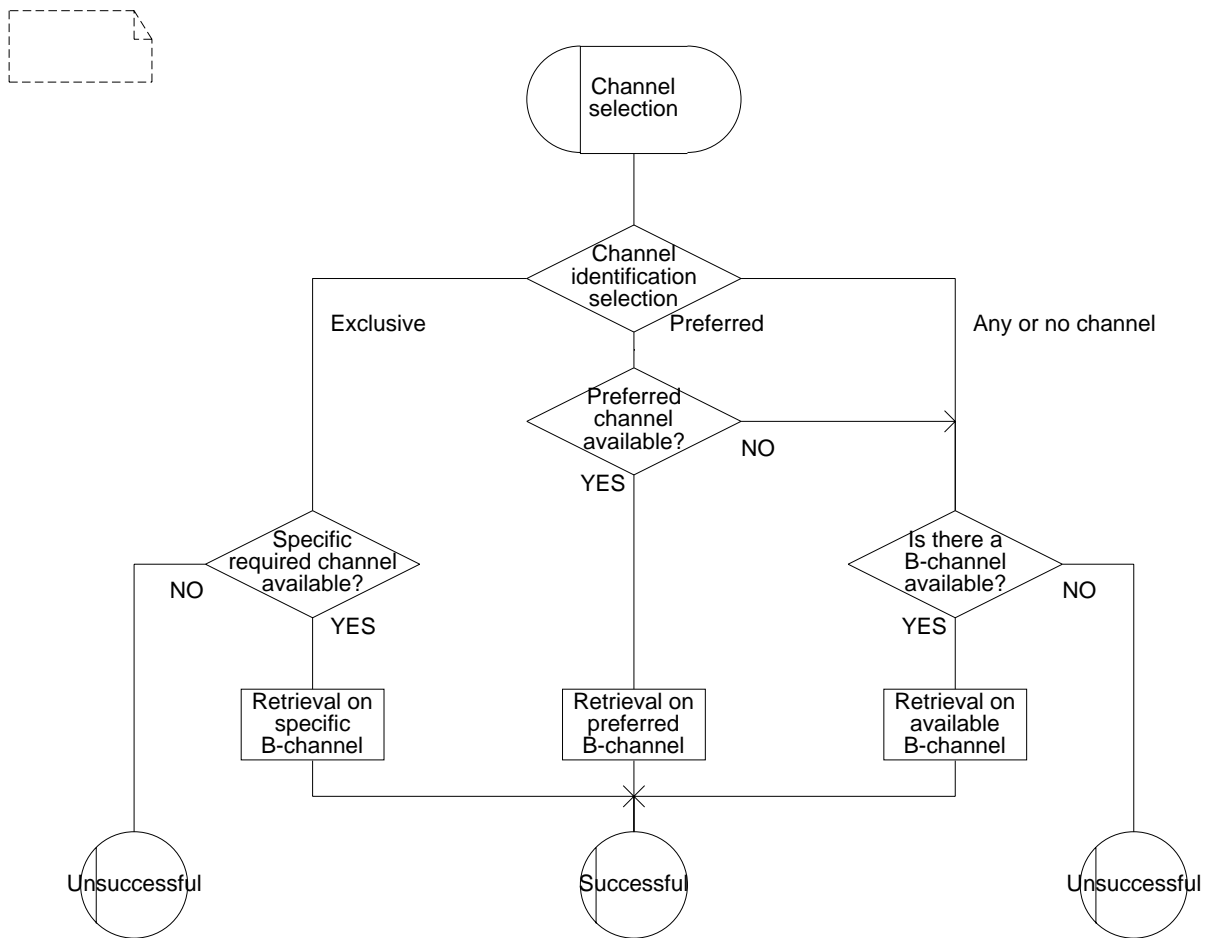 Channel
selection
Channel
identification
selection
Exclusive
Preferred
Any or no channel
Preferred
channel
available?
NO
YES
Specific
required channel
available?
NO
YES
Is there a
B-channel
available?
NO
YES
Retrieval on
specific
B-channel
Retrieval on
preferred
B-channel
Retrieval on
available
B-channel
Unsuccessful
Successful
Unsuccessful